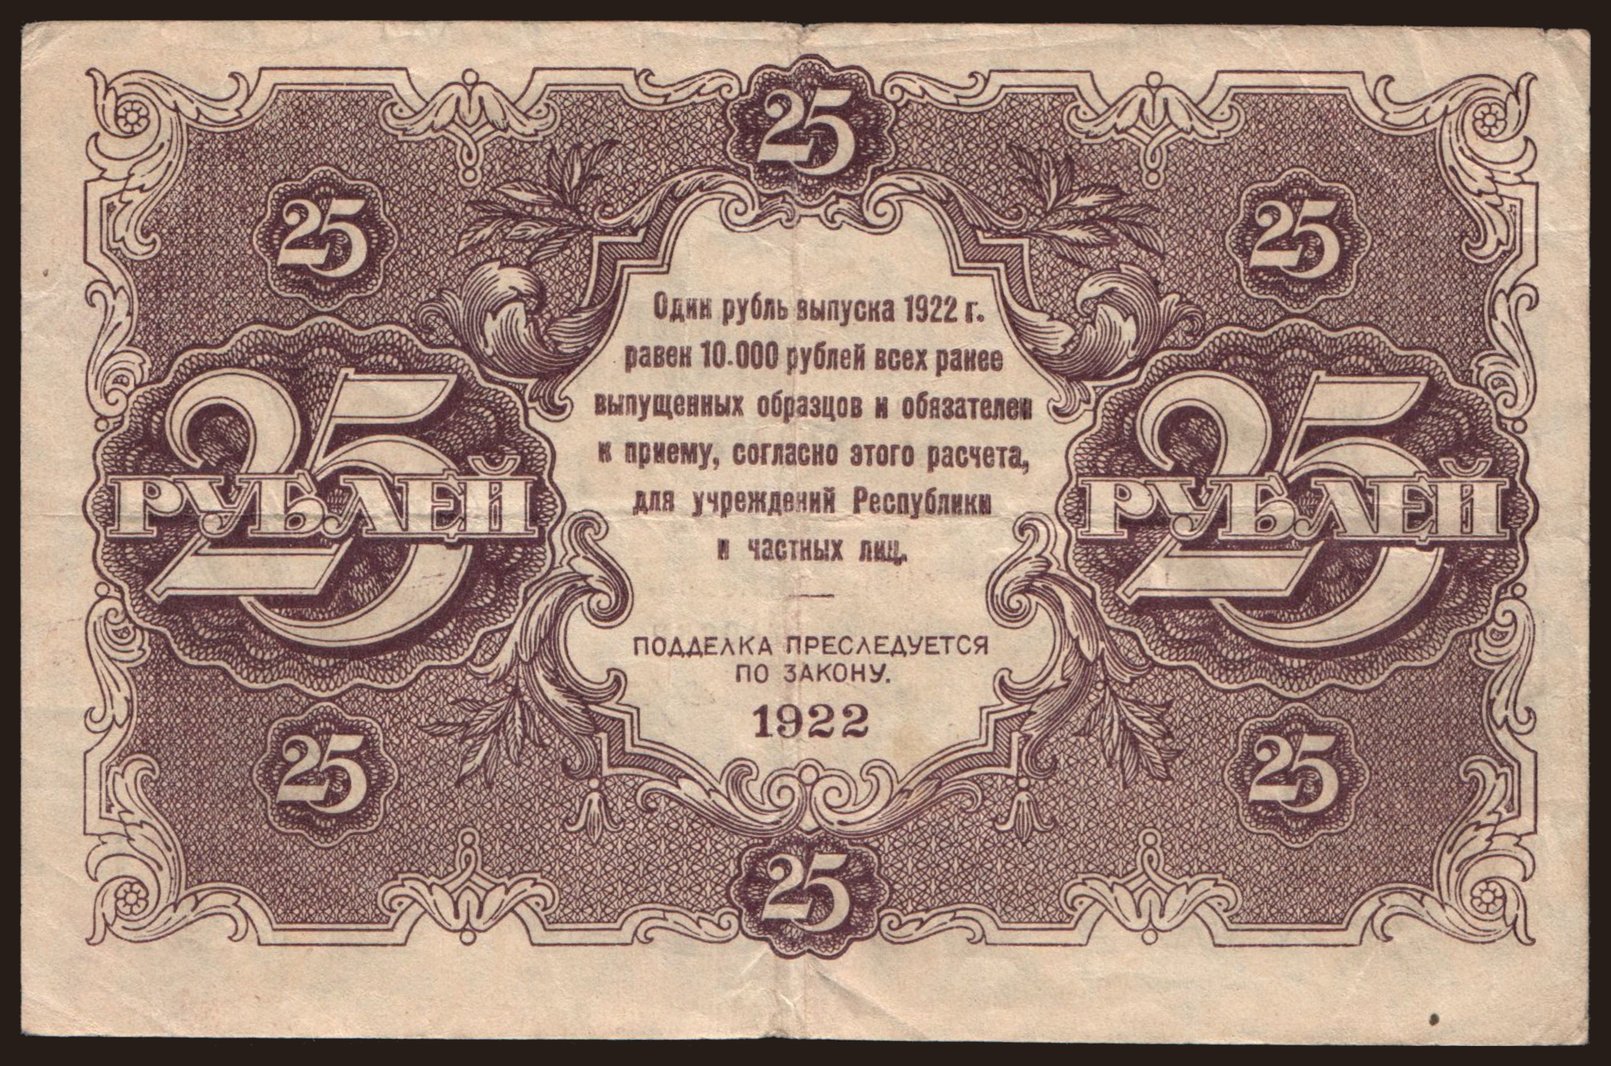 25
25
25
Один рубль выпуска 1922 г.
равен 10.000 рублей всех ранее
выпущенных образцов и обязателен
к приему, согласно этого расчета,
для учреждений Республики
и частных лиц.
25 РУБЛЕЙ
25 РУБЛЕЙ
ПОДДЕЛКА ПРЕСЛЕДУЕТСЯ
ПО ЗАКОНУ.
1922
25
25
25